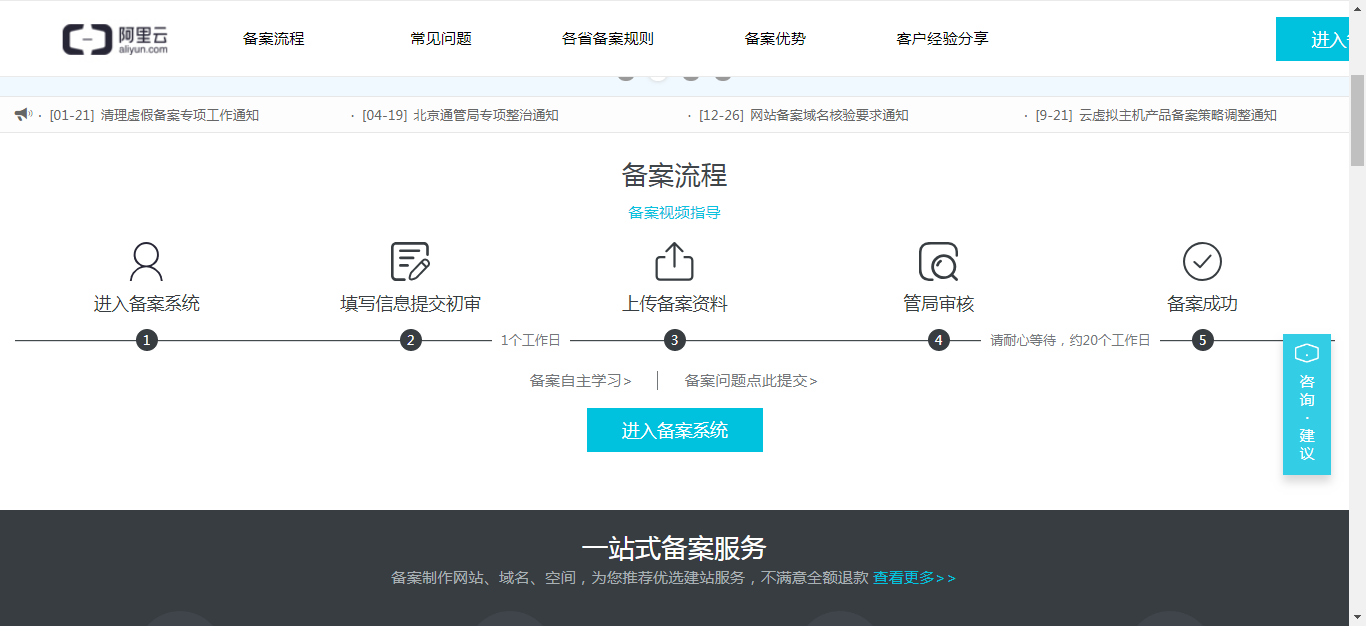 阿里云
aliyun.com
备案流程 常见问题 各省备案规则 备案优势 客户经验分享 进入
· [01-21] 清理虚假备案专项工作通知 · [04-19] 北京通管局专项整治通知 · [12-26] 网站备案域名核验要求通知 · [9-21] 云虚拟主机产品备案策略调整通知
备案流程
备案视频指导
进入备案系统 填写信息提交初审 上传备案资料 管局审核 备案成功
1 2 1个工作日 3 4 请耐心等待，约20个工作日 5
备案自主学习> 备案问题点此提交>
进入备案系统
咨
询
·
建
议
一站式备案服务
备案制作网站、域名、空间，为您推荐优选建站服务，不满意全额退款 查看更多>>